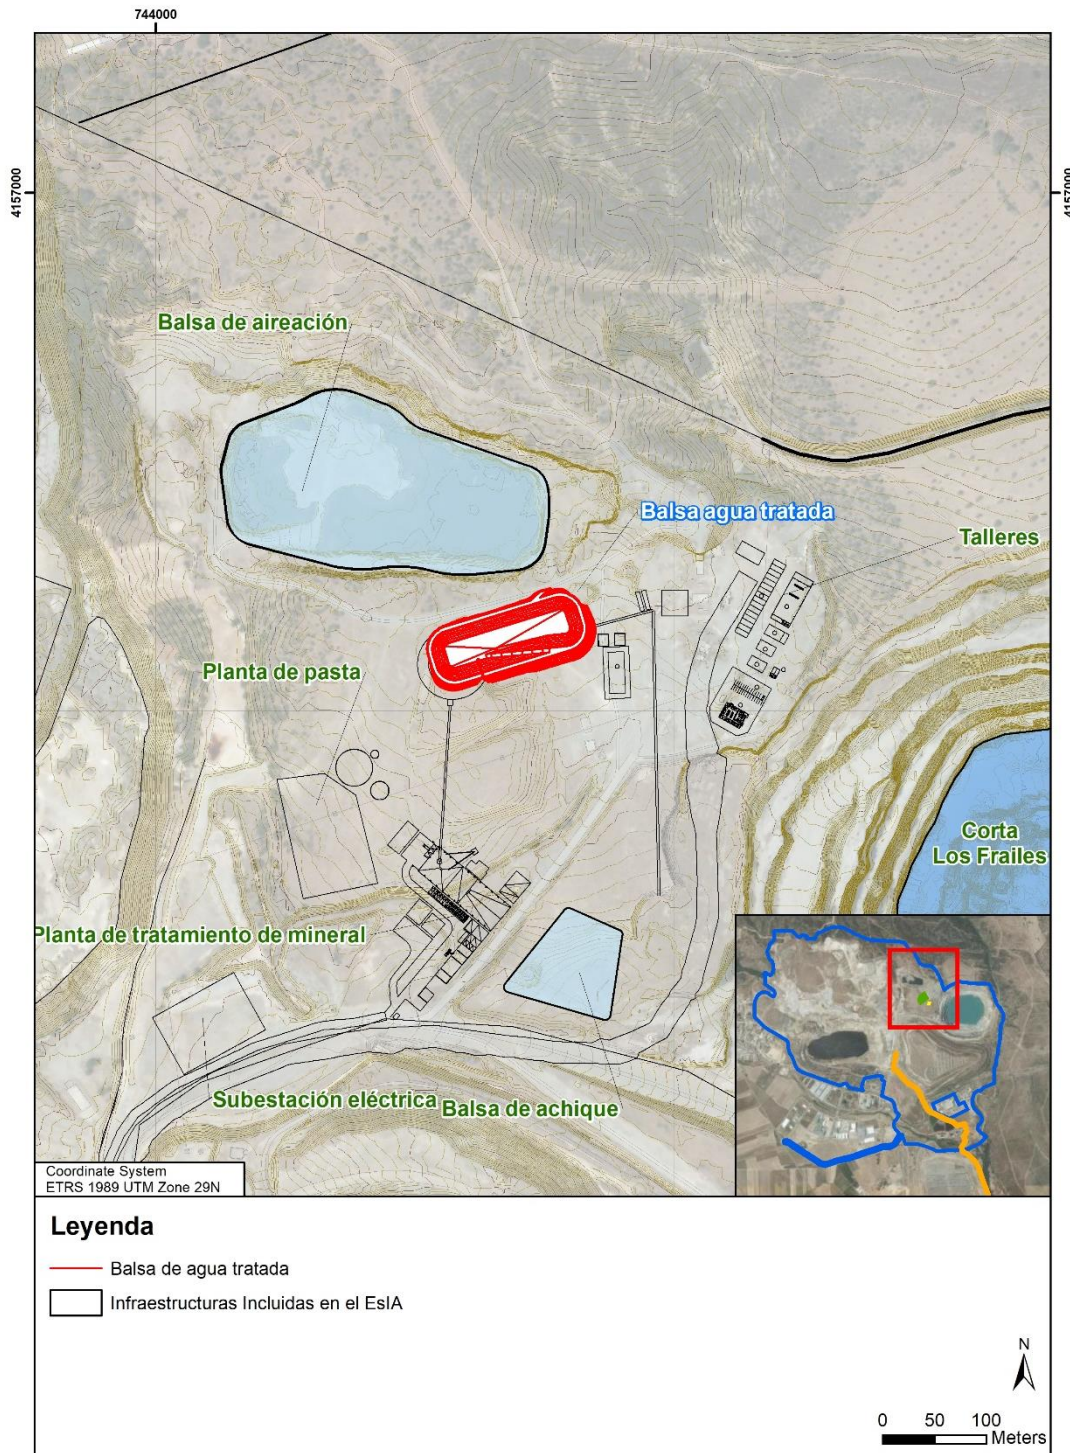 744000
4157000
4157000
Balsa de aireación
Balsa agua tratada
Talleres
Planta de pasta
Corta
Los Frailes
Planta de tratamiento de mineral
Subestación eléctrica
Balsa de achique
Coordinate System
ETRS 1989 UTM Zone 29N
Leyenda
Balsa de agua tratada
Infraestructuras Incluidas en el EsIA
N
0 50 100
Meters